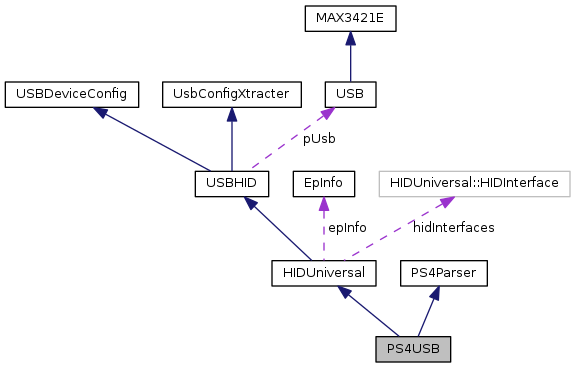 MAX3421E
USBDeviceConfig
UsbConfigXtracter
USB
pUsb
USBHID
EpInfo
HIDUniversal::HIDInterface
epInfo
hidInterfaces
HIDUniversal
PS4Parser
PS4USB